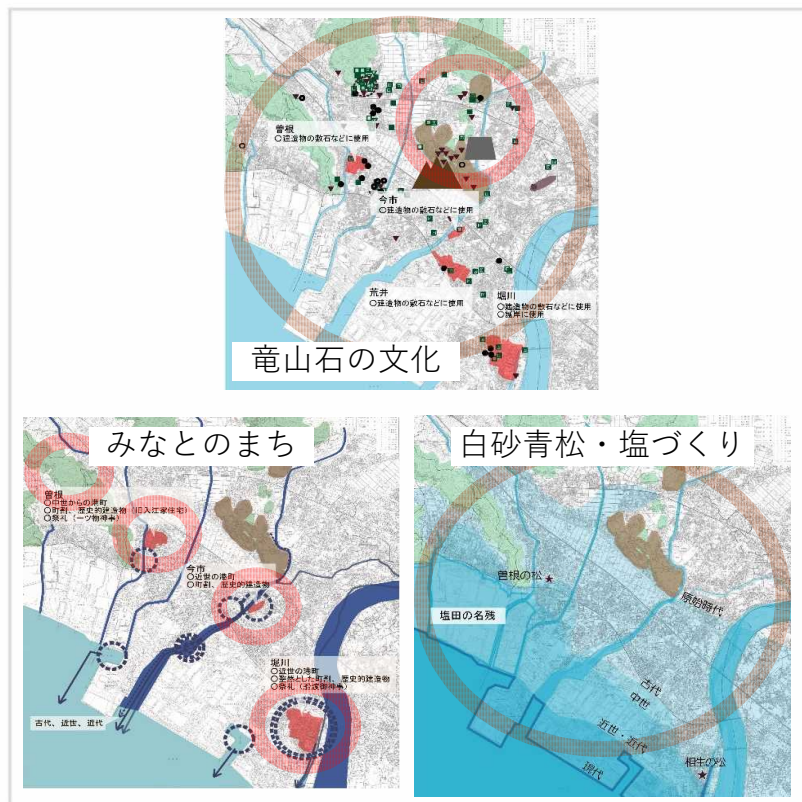 曽根
○建造物の敷石などに使用
今市
○建造物の敷石などに使用
荒井
○建造物の敷石などに使用
堀川
○建造物の敷石などに使用
○護岸に使用
竜山石の文化
みなとのまち
曽根
○中世からの港町
○町割、歴史的建造物（旧入江家住宅）
○祭礼（一ツ物神事）
今市
○近世の港町
○町割、歴史的建造物
堀川
○近世の港町
○整然とした町割、歴史的建造物
○祭礼
古代、近世、近代
白砂青松・塩づくり
曽根の松
塩田の名残
原始時代
古代
中世
近世・近代
現代
相生の松